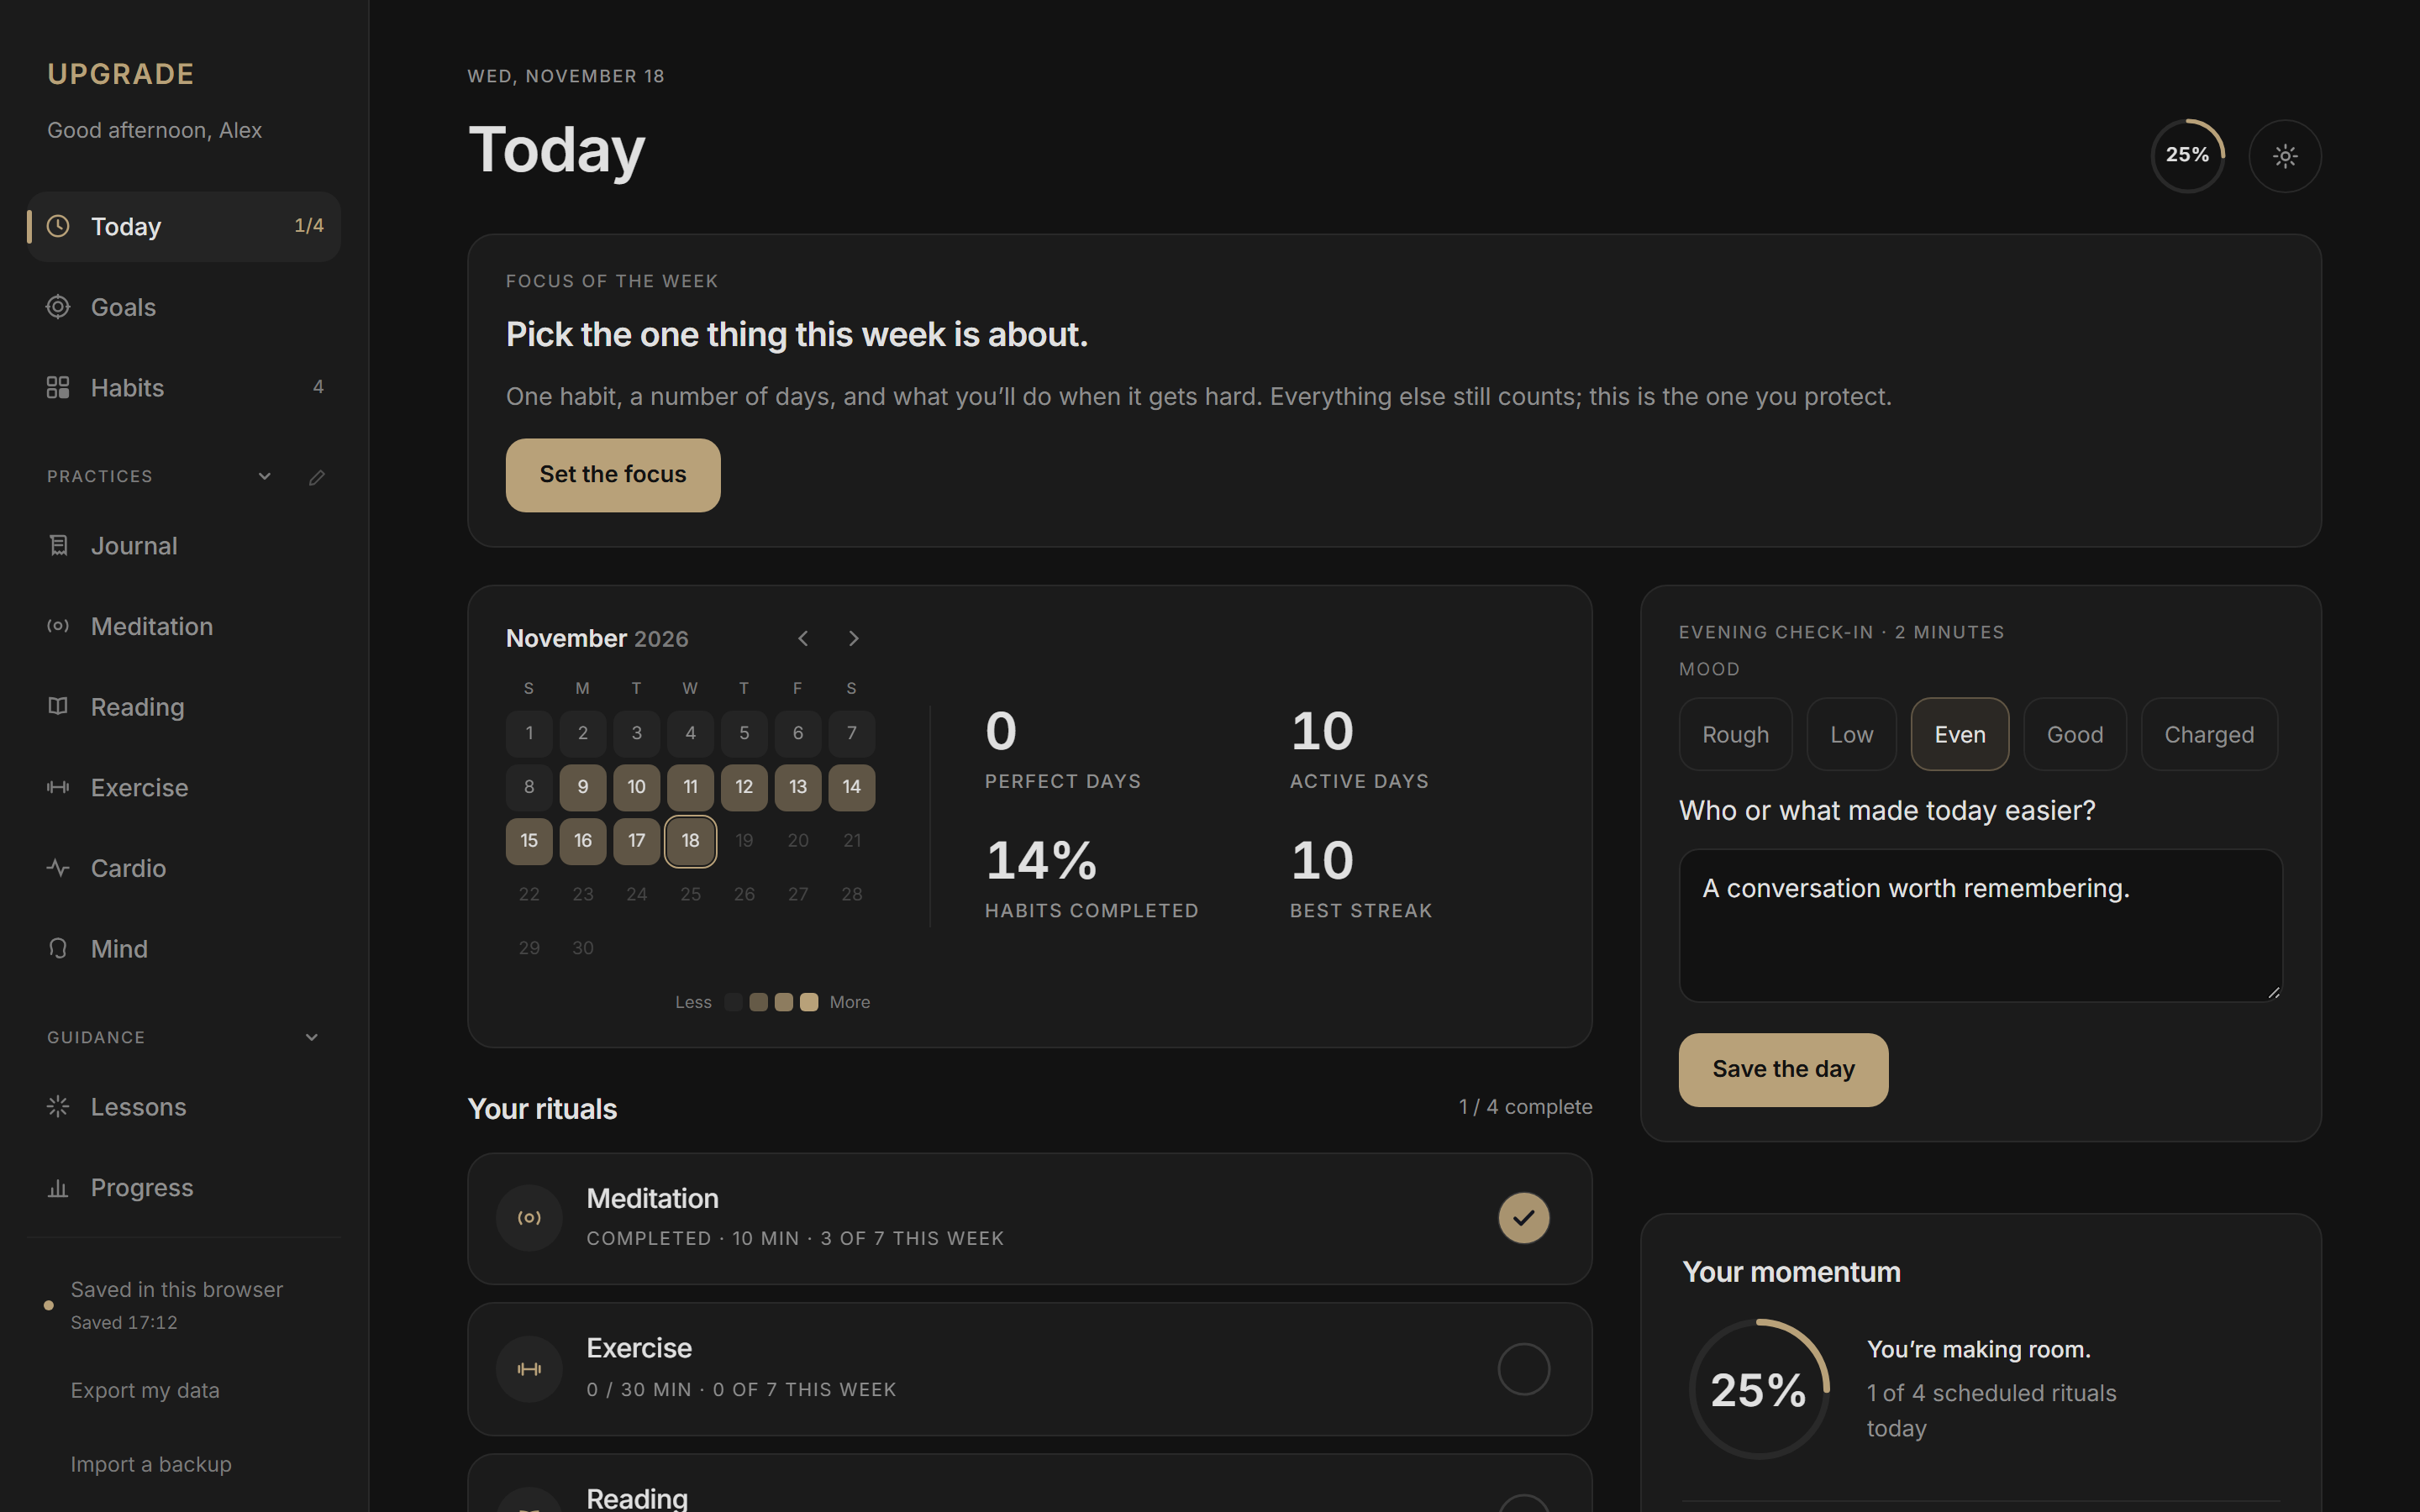 UPGRADE
Good afternoon, Alex
Today 1/4
Goals
Habits 4
PRACTICES
Journal
Meditation
Reading
Exercise
Cardio
Mind
GUIDANCE
Lessons
Progress
Saved in this browser
Saved 17:12
Export my data
Import a backup
WED, NOVEMBER 18
Today
25%
FOCUS OF THE WEEK
Pick the one thing this week is about.
One habit, a number of days, and what you’ll do when it gets hard. Everything else still counts; this is the one you protect.
Set the focus
November 2026
S M T W T F S
1 2 3 4 5 6 7
8 9 10 11 12 13 14
15 16 17 18 19 20 21
22 23 24 25 26 27 28
29 30
Less More
0
PERFECT DAYS
10
ACTIVE DAYS
14%
HABITS COMPLETED
10
BEST STREAK
Your rituals
1 / 4 complete
Meditation
COMPLETED · 10 MIN · 3 OF 7 THIS WEEK
Exercise
0 / 30 MIN · 0 OF 7 THIS WEEK
Reading
EVENING CHECK-IN · 2 MINUTES
MOOD
Rough Low Even Good Charged
Who or what made today easier?
A conversation worth remembering.
Save the day
Your momentum
25%
You’re making room.
1 of 4 scheduled rituals
today